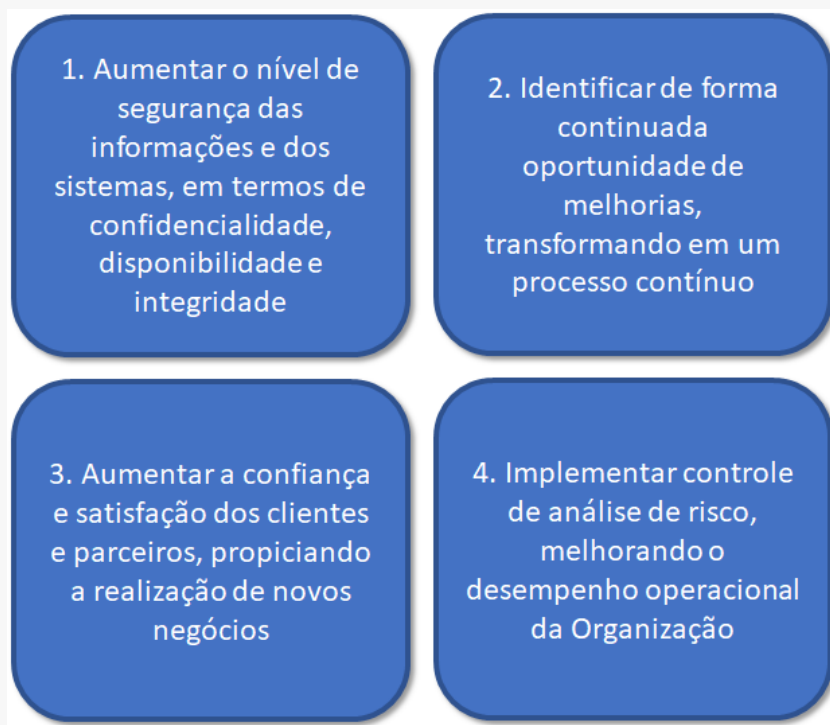 1. Aumentar o nível de
segurança das
informações e dos
sistemas, em termos de
confidencialidade,
disponibilidade e
integridade
2. Identificar de forma
continuada
oportunidade de
melhorias,
transformando em um
processo contínuo
3. Aumentar a confiança
e satisfação dos clientes
e parceiros, propiciando
a realização de novos
negócios
4. Implementar controle
de análise de risco,
melhorando o
desempenho operacional
da Organização